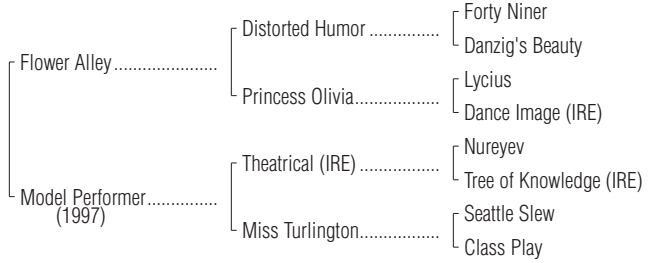 Forty Niner
Distorted Humor ................
Danzig's Beauty
Flower Alley......................
Lycius
Princess Olivia...................
Dance Image (IRE)
Nureyev
Theatrical (IRE) ..................
Tree of Knowledge (IRE)
Model Performer...............
(1997)
Seattle Slew
Miss Turlington..................
Class Play